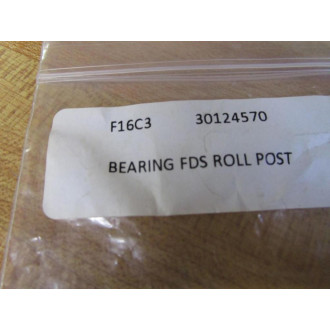 F16C3 30124570
BEARING FDS ROLL POST